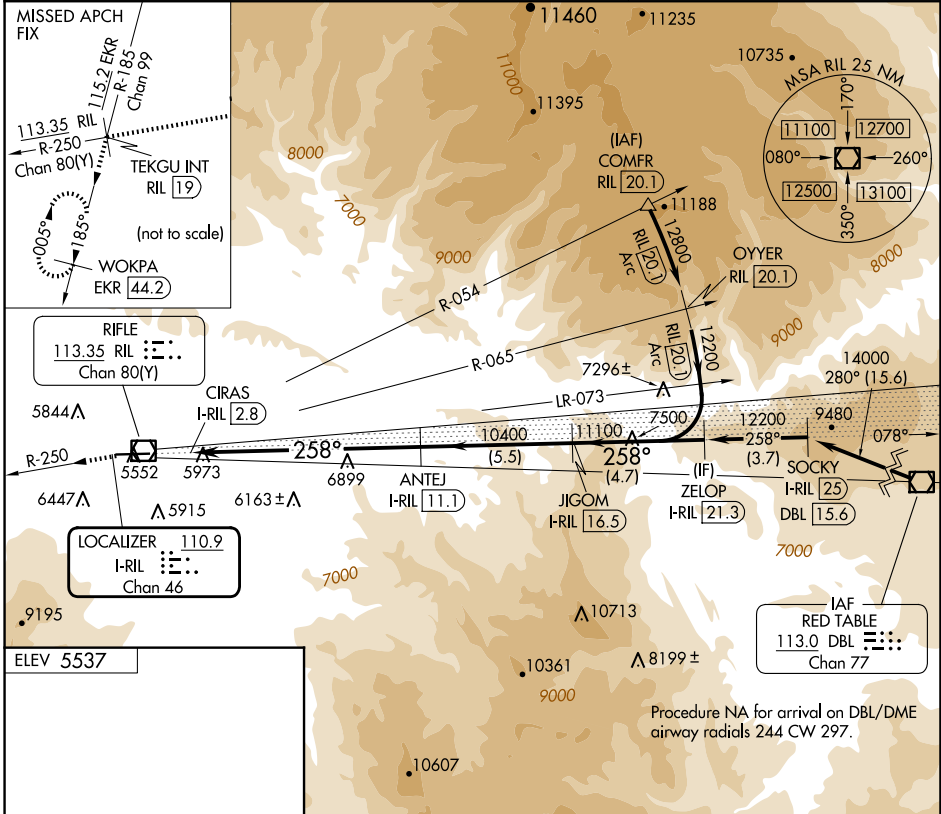 MISSED APCH
FIX
115.2 EKR
R-185
Chan 99
113.35 RIL
R-250
Chan 80(Y)
TEKGU INT
RIL 19
005°
185°
(not to scale)
WOKPA
EKR 44.2
11460
11235
10735
11000
11395
8000
7000
9000
MSA RIL 25 NM
170°
11100
12700
080°
260°
12500
13100
350°
(IAF)
COMFR
RIL 20.1
11188
12800
RIL 20.1
Arc
OYYER
RIL 20.1
8000
9000
R-054
R-065
RIL 20.1
Arc
12200
LR-073
7296±
14000
280° (15.6)
RIFLE
113.35 RIL
Chan 80(Y)
CIRAS
I-RIL 2.8
5844
R-250
5552
5973
258°
6899
10400
(5.5)
11100
7500
258°
(4.7)
12200
258°
(3.7)
9480
078°
ANTEJ
I-RIL 11.1
JIGOM
I-RIL 16.5
(IF)
ZELOP
I-RIL 21.3
SOCKY
I-RIL 25
DBL 15.6
6447
5915
6163±
LOCALIZER 110.9
I-RIL
Chan 46
7000
7000
9195
10713
IAF
RED TABLE
113.0 DBL
Chan 77
ELEV 5537
10361
8199±
9000
Procedure NA for arrival on DBL/DME
airway radials 244 CW 297.
10607